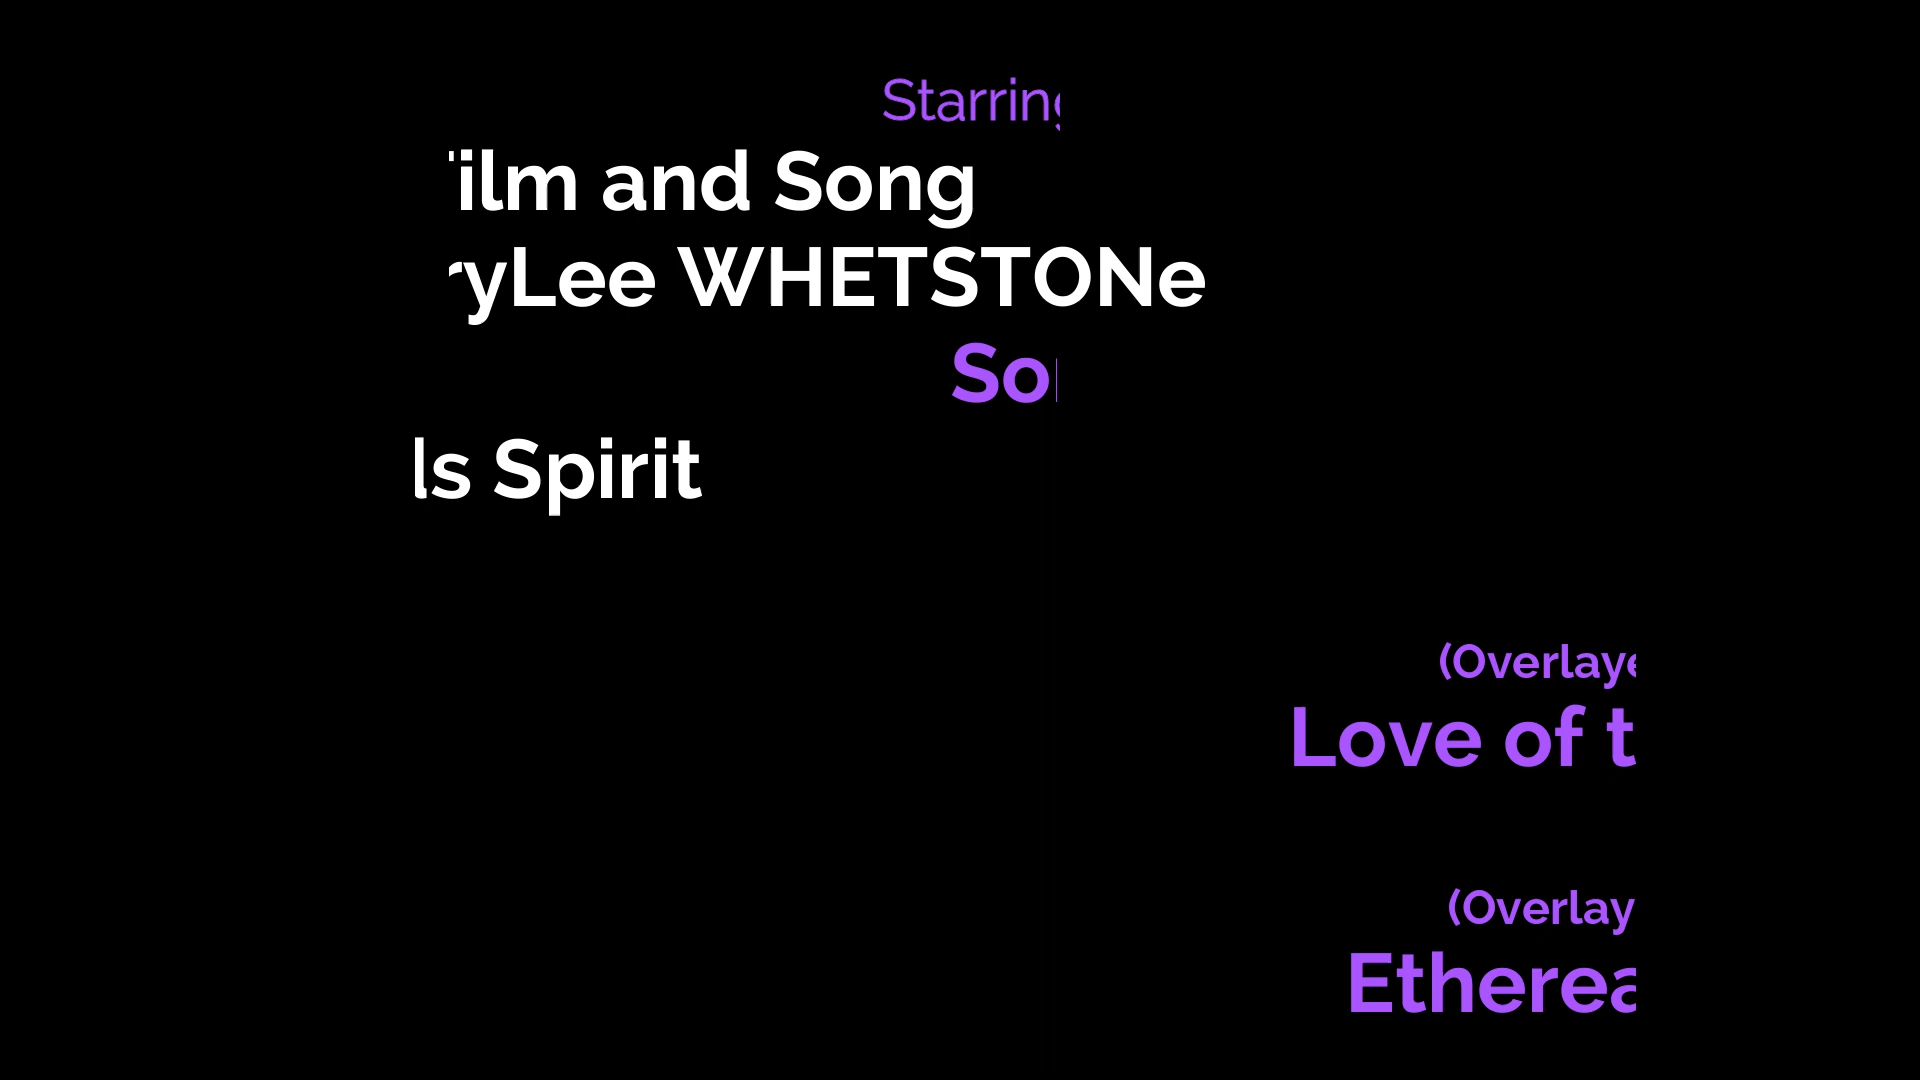 Starring
ilm and Song
yLee WHETSTONe
So
ls Spirit
(Overlaye
Love of t
(Overlay
Etherea